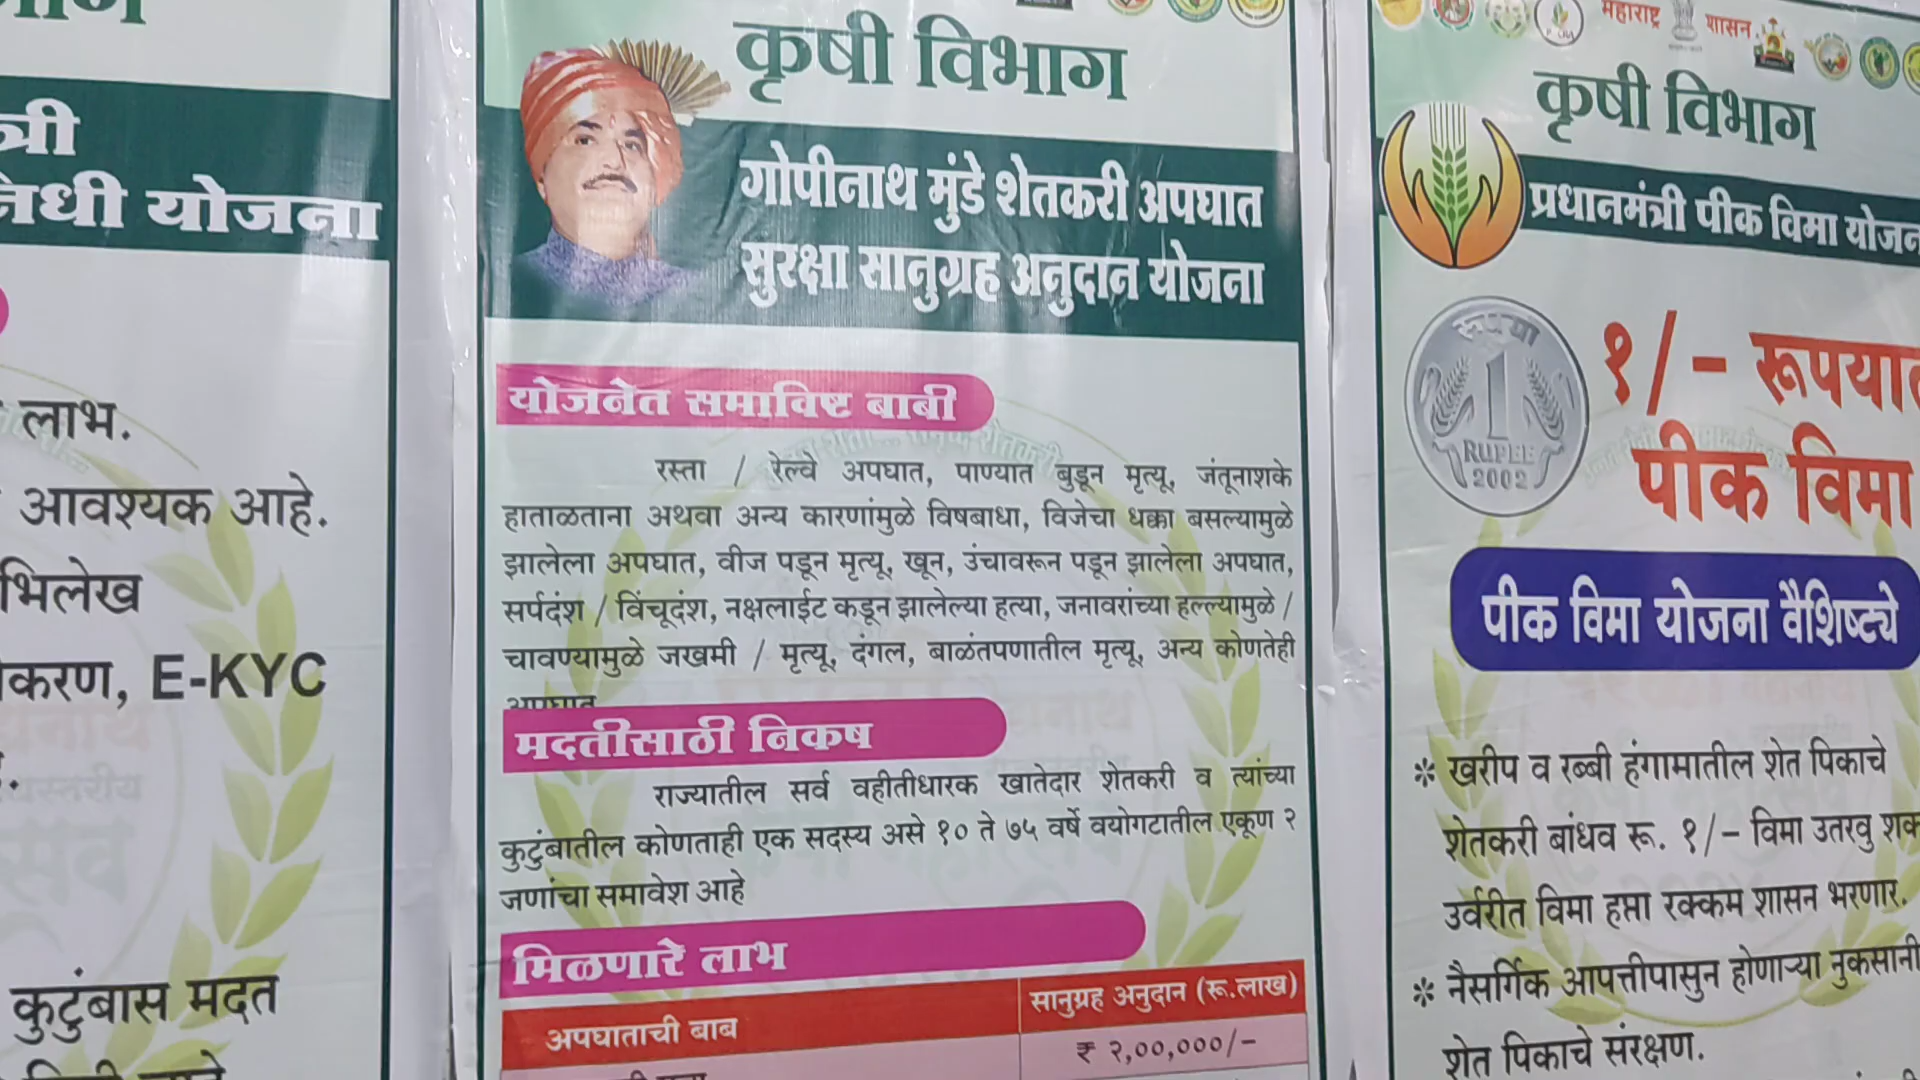 त्री
निधी योजना
लाभ.
आवश्यक आहे.
भिलेख
करण, E-KYC
कुटुंबास मदत
कृषी विभाग
गोपीनाथ मुंडे शेतकरी अपघात
सुरक्षा सानुग्रह अनुदान योजना
योजनेत समाविष्ट बाबी
रस्ता / रेल्वे अपघात, पाण्यात बुडून मृत्यू, जंतूनाशके
हाताळताना अथवा अन्य कारणांमुळे विषबाधा, विजेचा धक्का बसल्यामुळे
झालेला अपघात, वीज पडून मृत्यू, खून, उंचावरून पडून झालेला अपघात,
सर्पदंश / विंचूदंश, नक्षलाईट कडून झालेल्या हत्या, जनावरांच्या हल्ल्यामुळे /
चावण्यामुळे जखमी / मृत्यू, दंगल, बाळंतपणातील मृत्यू, अन्य कोणतेही
अपघात
मदतीसाठी निकष
राज्यातील सर्व वहीतीधारक खातेदार शेतकरी व त्यांच्या
कुटुंबातील कोणताही एक सदस्य असे १० ते ७५ वर्षे वयोगटातील एकूण २
जणांचा समावेश आहे
मिळणारे लाभ
अपघाताची बाब सानुग्रह अनुदान (रू.लाख)
₹ २,००,०००/-
महाराष्ट्र शासन
कृषी विभाग
प्रधानमंत्री पीक विमा योजन
रूपया
1
RUPEE
2002
१/- रूपयात
पीक विमा
पीक विमा योजना वैशिष्ट्ये
* खरीप व रब्बी हंगामातील शेत पिकाचे
शेतकरी बांधव रू. १/- विमा उतरवु शक
उर्वरीत विमा हप्ता रक्कम शासन भरणार.
* नैसर्गिक आपत्तीपासुन होणाऱ्या नुकसानी
शेत पिकाचे संरक्षण.